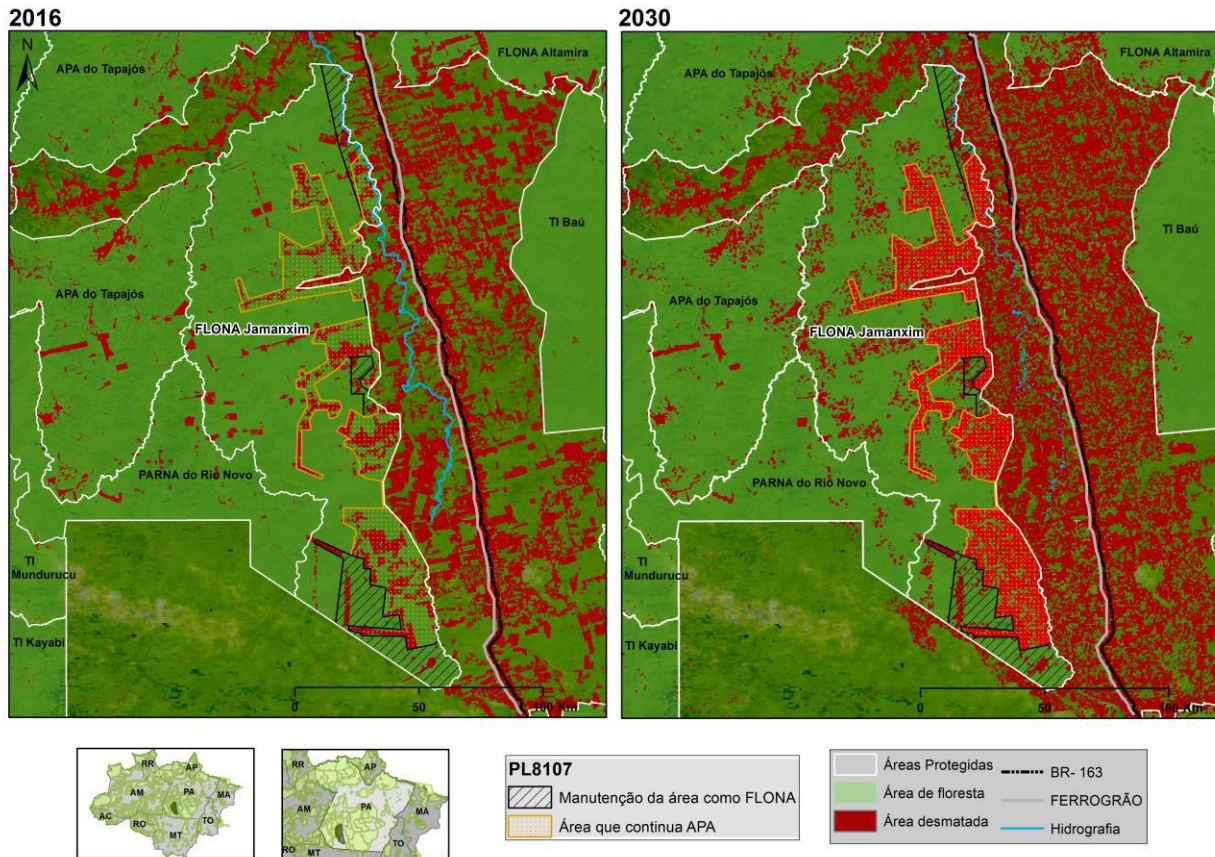 2016
N
APA do Tapajós
FLONA Altamira
TI Baú
APA do Tapajós
FLONA Jamanxim
PARNA do Rio Novo
TI
Mundurucu
TI Kayabi
0 50 100 Km
2030
APA do Tapajós
FLONA Altamira
TI Baú
APA do Tapajós
FLONA Jamanxim
PARNA do Rio Novo
TI
Mundurucu
TI Kayabi
0 50 100 Km
RR AP
AM PA MA
AC RO MT TO
RR AP
AM PA MA
RO MT TO
PL8107
Manutenção da área como FLONA
Área que continua APA
Áreas Protegidas
Área de floresta
Área desmatada
BR- 163
FERROGRÃO
Hidrografia